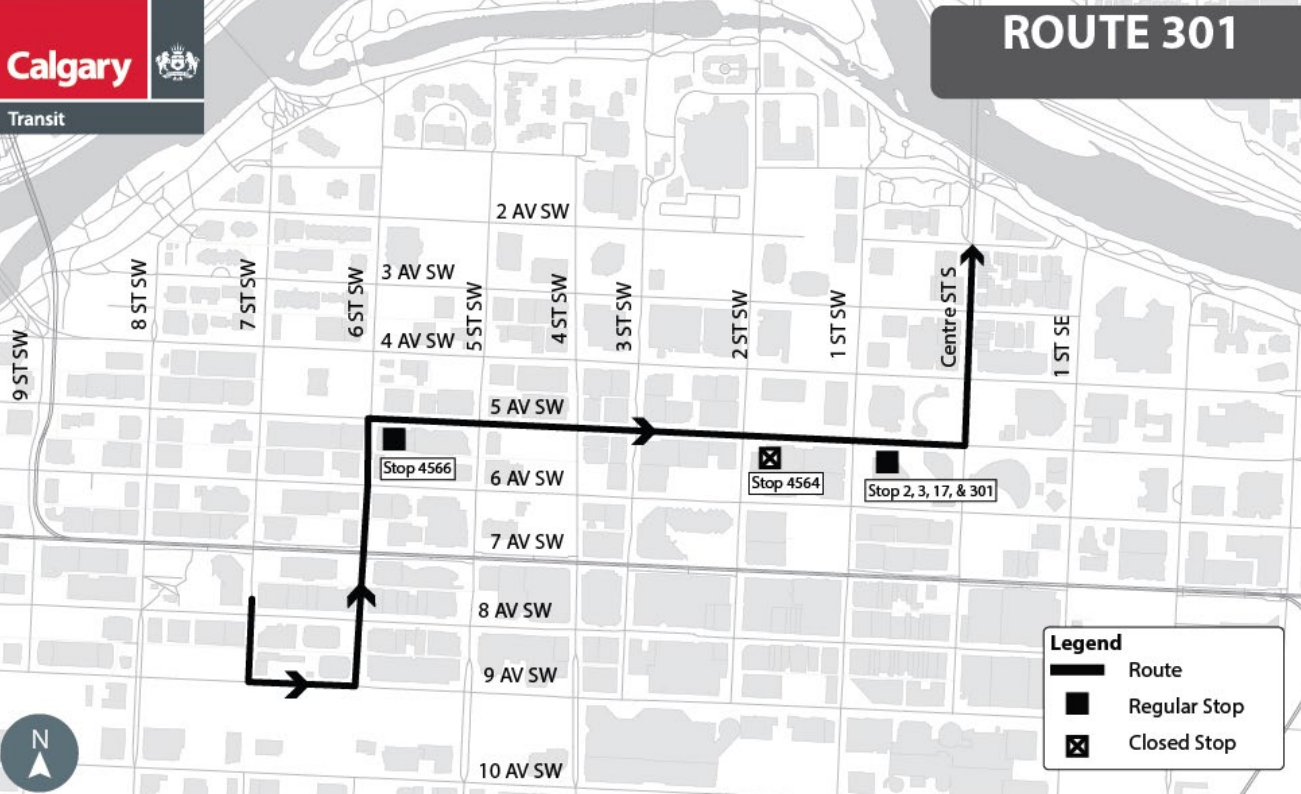 Calgary
Transit
ROUTE 301
2 AV SW
3 AV SW
4 AV SW
9 ST SW
8 ST SW
7 ST SW
6 ST SW
5 ST SW
4 ST SW
3 ST SW
2 ST SW
1 ST SW
Centre ST S
1 ST SE
5 AV SW
Stop 4566
6 AV SW
Stop 4564
Stop 2, 3, 17, & 301
7 AV SW
8 AV SW
9 AV SW
10 AV SW
Legend
Route
Regular Stop
Closed Stop
N